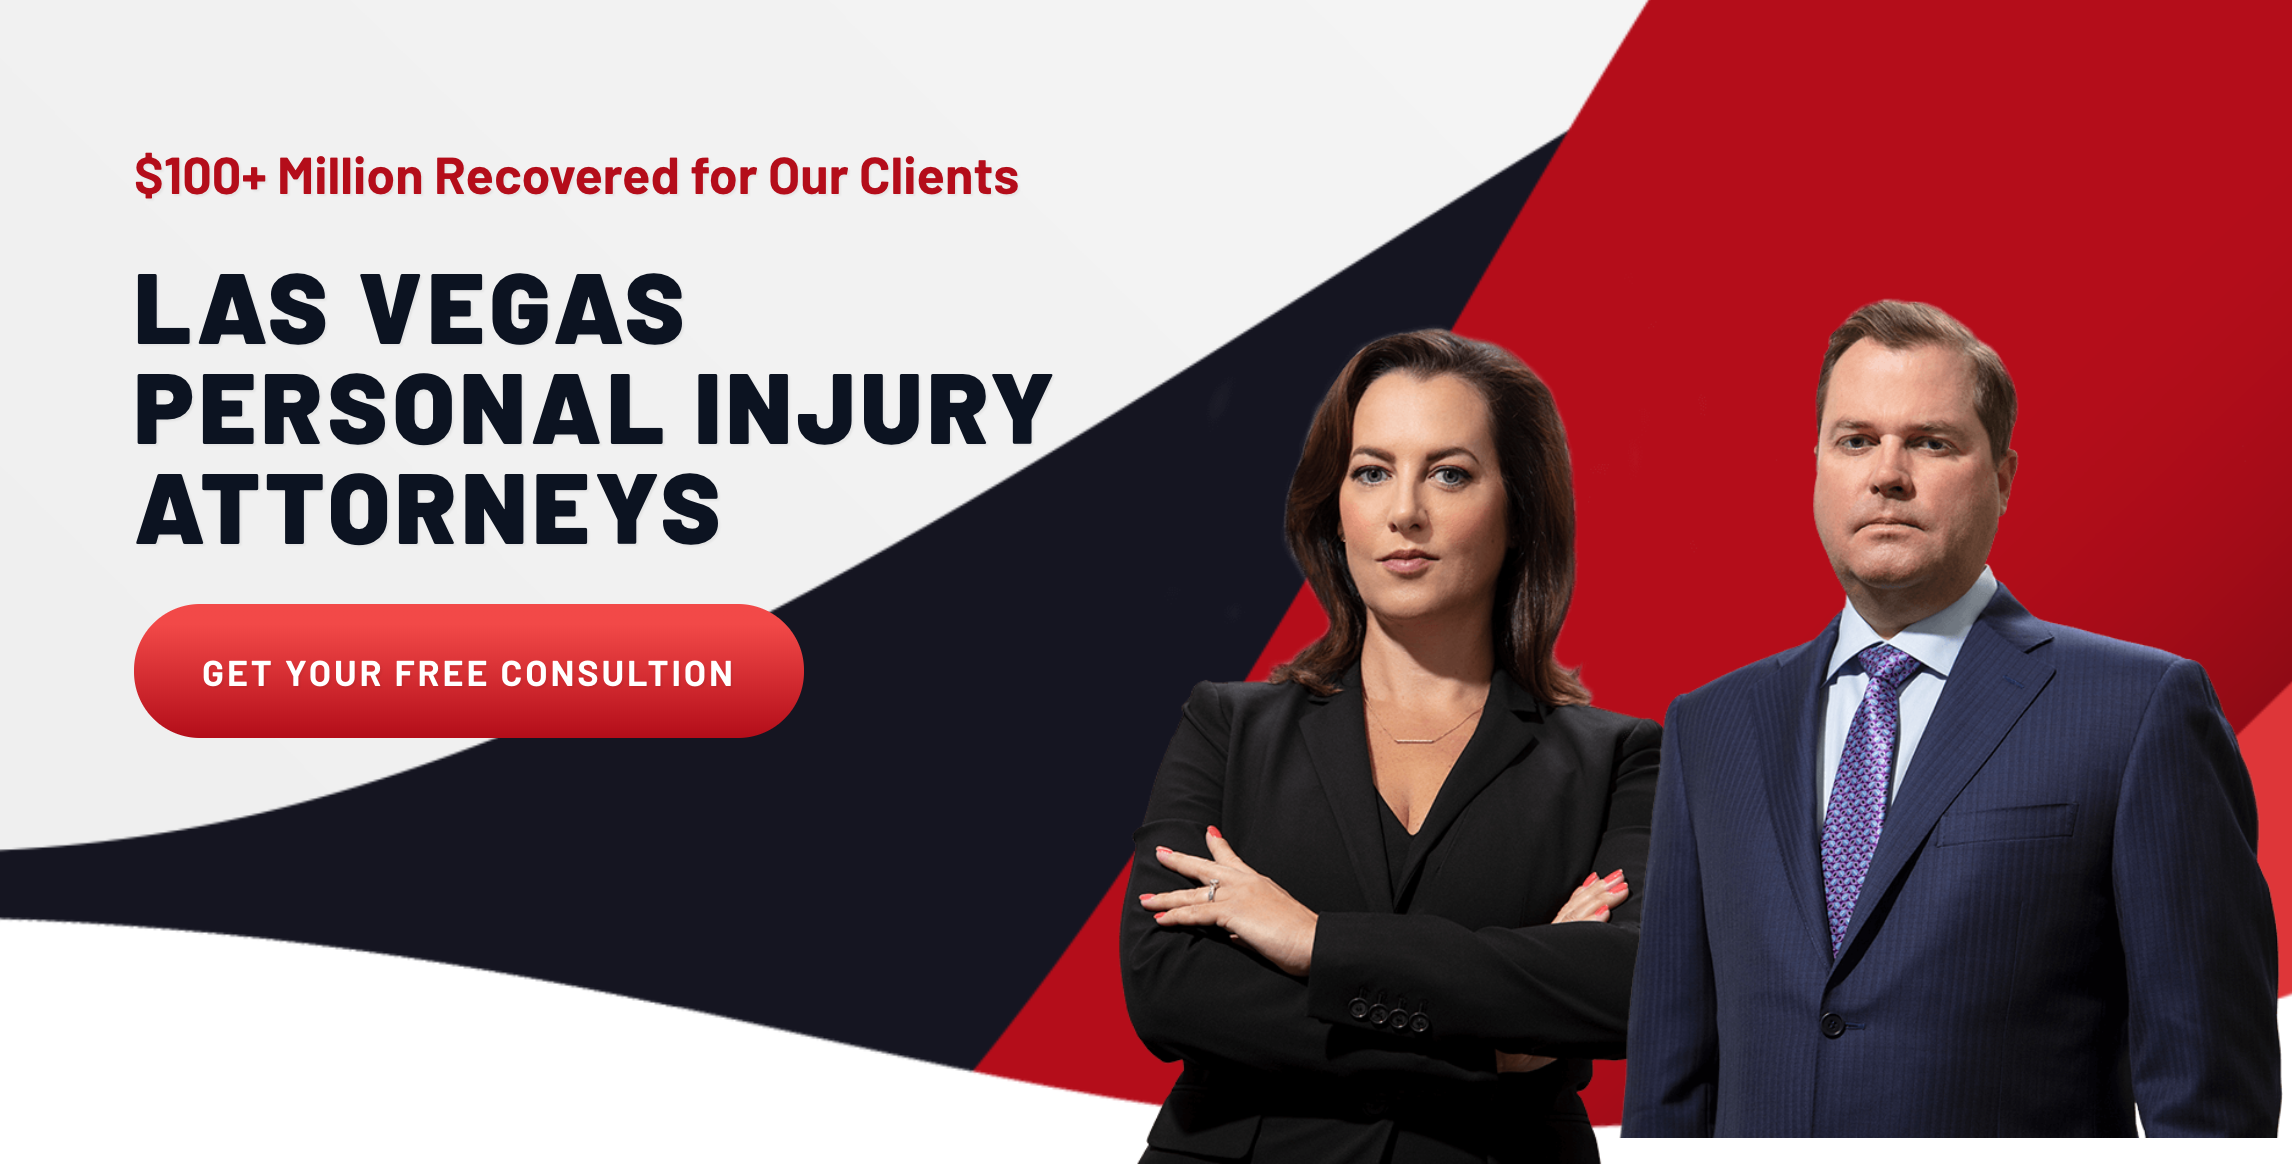 $100+ Million Recovered for Our Clients
LAS VEGAS
PERSONAL INJURY
ATTORNEYS
GET YOUR FREE CONSULTION